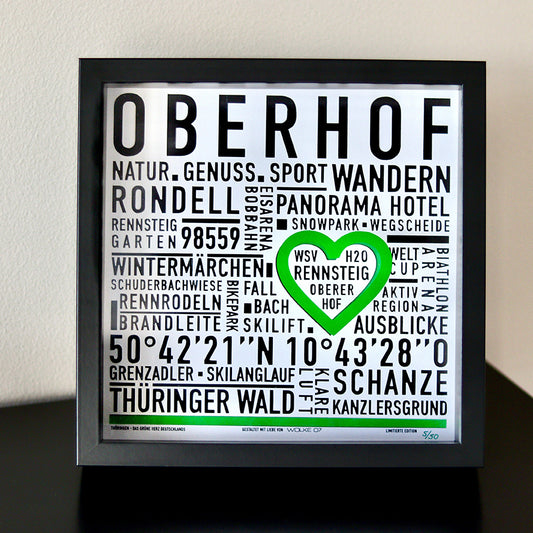 OBERHOF
NATUR. GENUSS. SPORT WANDERN
RONDELL
BOBBAHN
EISARENA
PANORAMA HOTEL
SNOWPARK ▪ WEGSCHEIDE
RENNSTEIG
GARTEN 98559
WSV H2O
RENNSTEIG
OBERER
HOF
WELT
CUP
ARENA
BIATHLON
WINTERMÄRCHEN
SCHUDERBACHWIESE
RENNRODELN
BRANDLEITE
BIKEPARK
FALL
BACH
SKILIFT
AKTIV
REGION
AUSBLICKE
50°42'21''N 10°43'28''O
GRENZADLER ▪ SKILANGLAUF
THÜRINGER WALD
LUFT
KLARE
SCHANZE
KANZLERSGRUND
THÜRINGEN - DAS GRÜNE HERZ DEUTSCHLANDS
GESTALTET MIT LIEBE VON WOLKE 07
LIMITIERTE EDITION
5/50